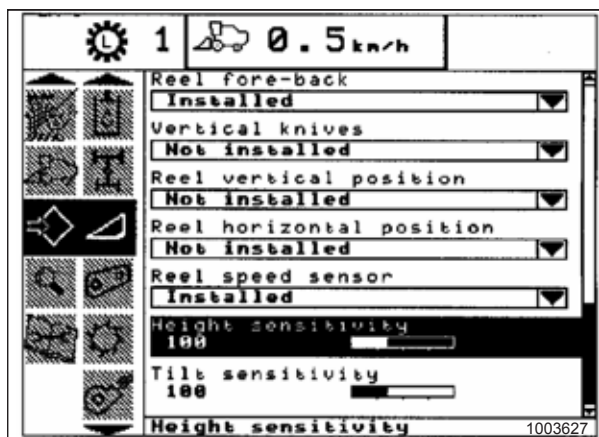 L 1 0.5km/h
Reel fore-back
Installed
Vertical knives
Not installed
Reel vertical position
Not installed
Reel horizontal position
Not installed
Reel speed sensor
Installed
Height sensitivity
100
Tilt sensitivity
100
Height sensitivity
1003627